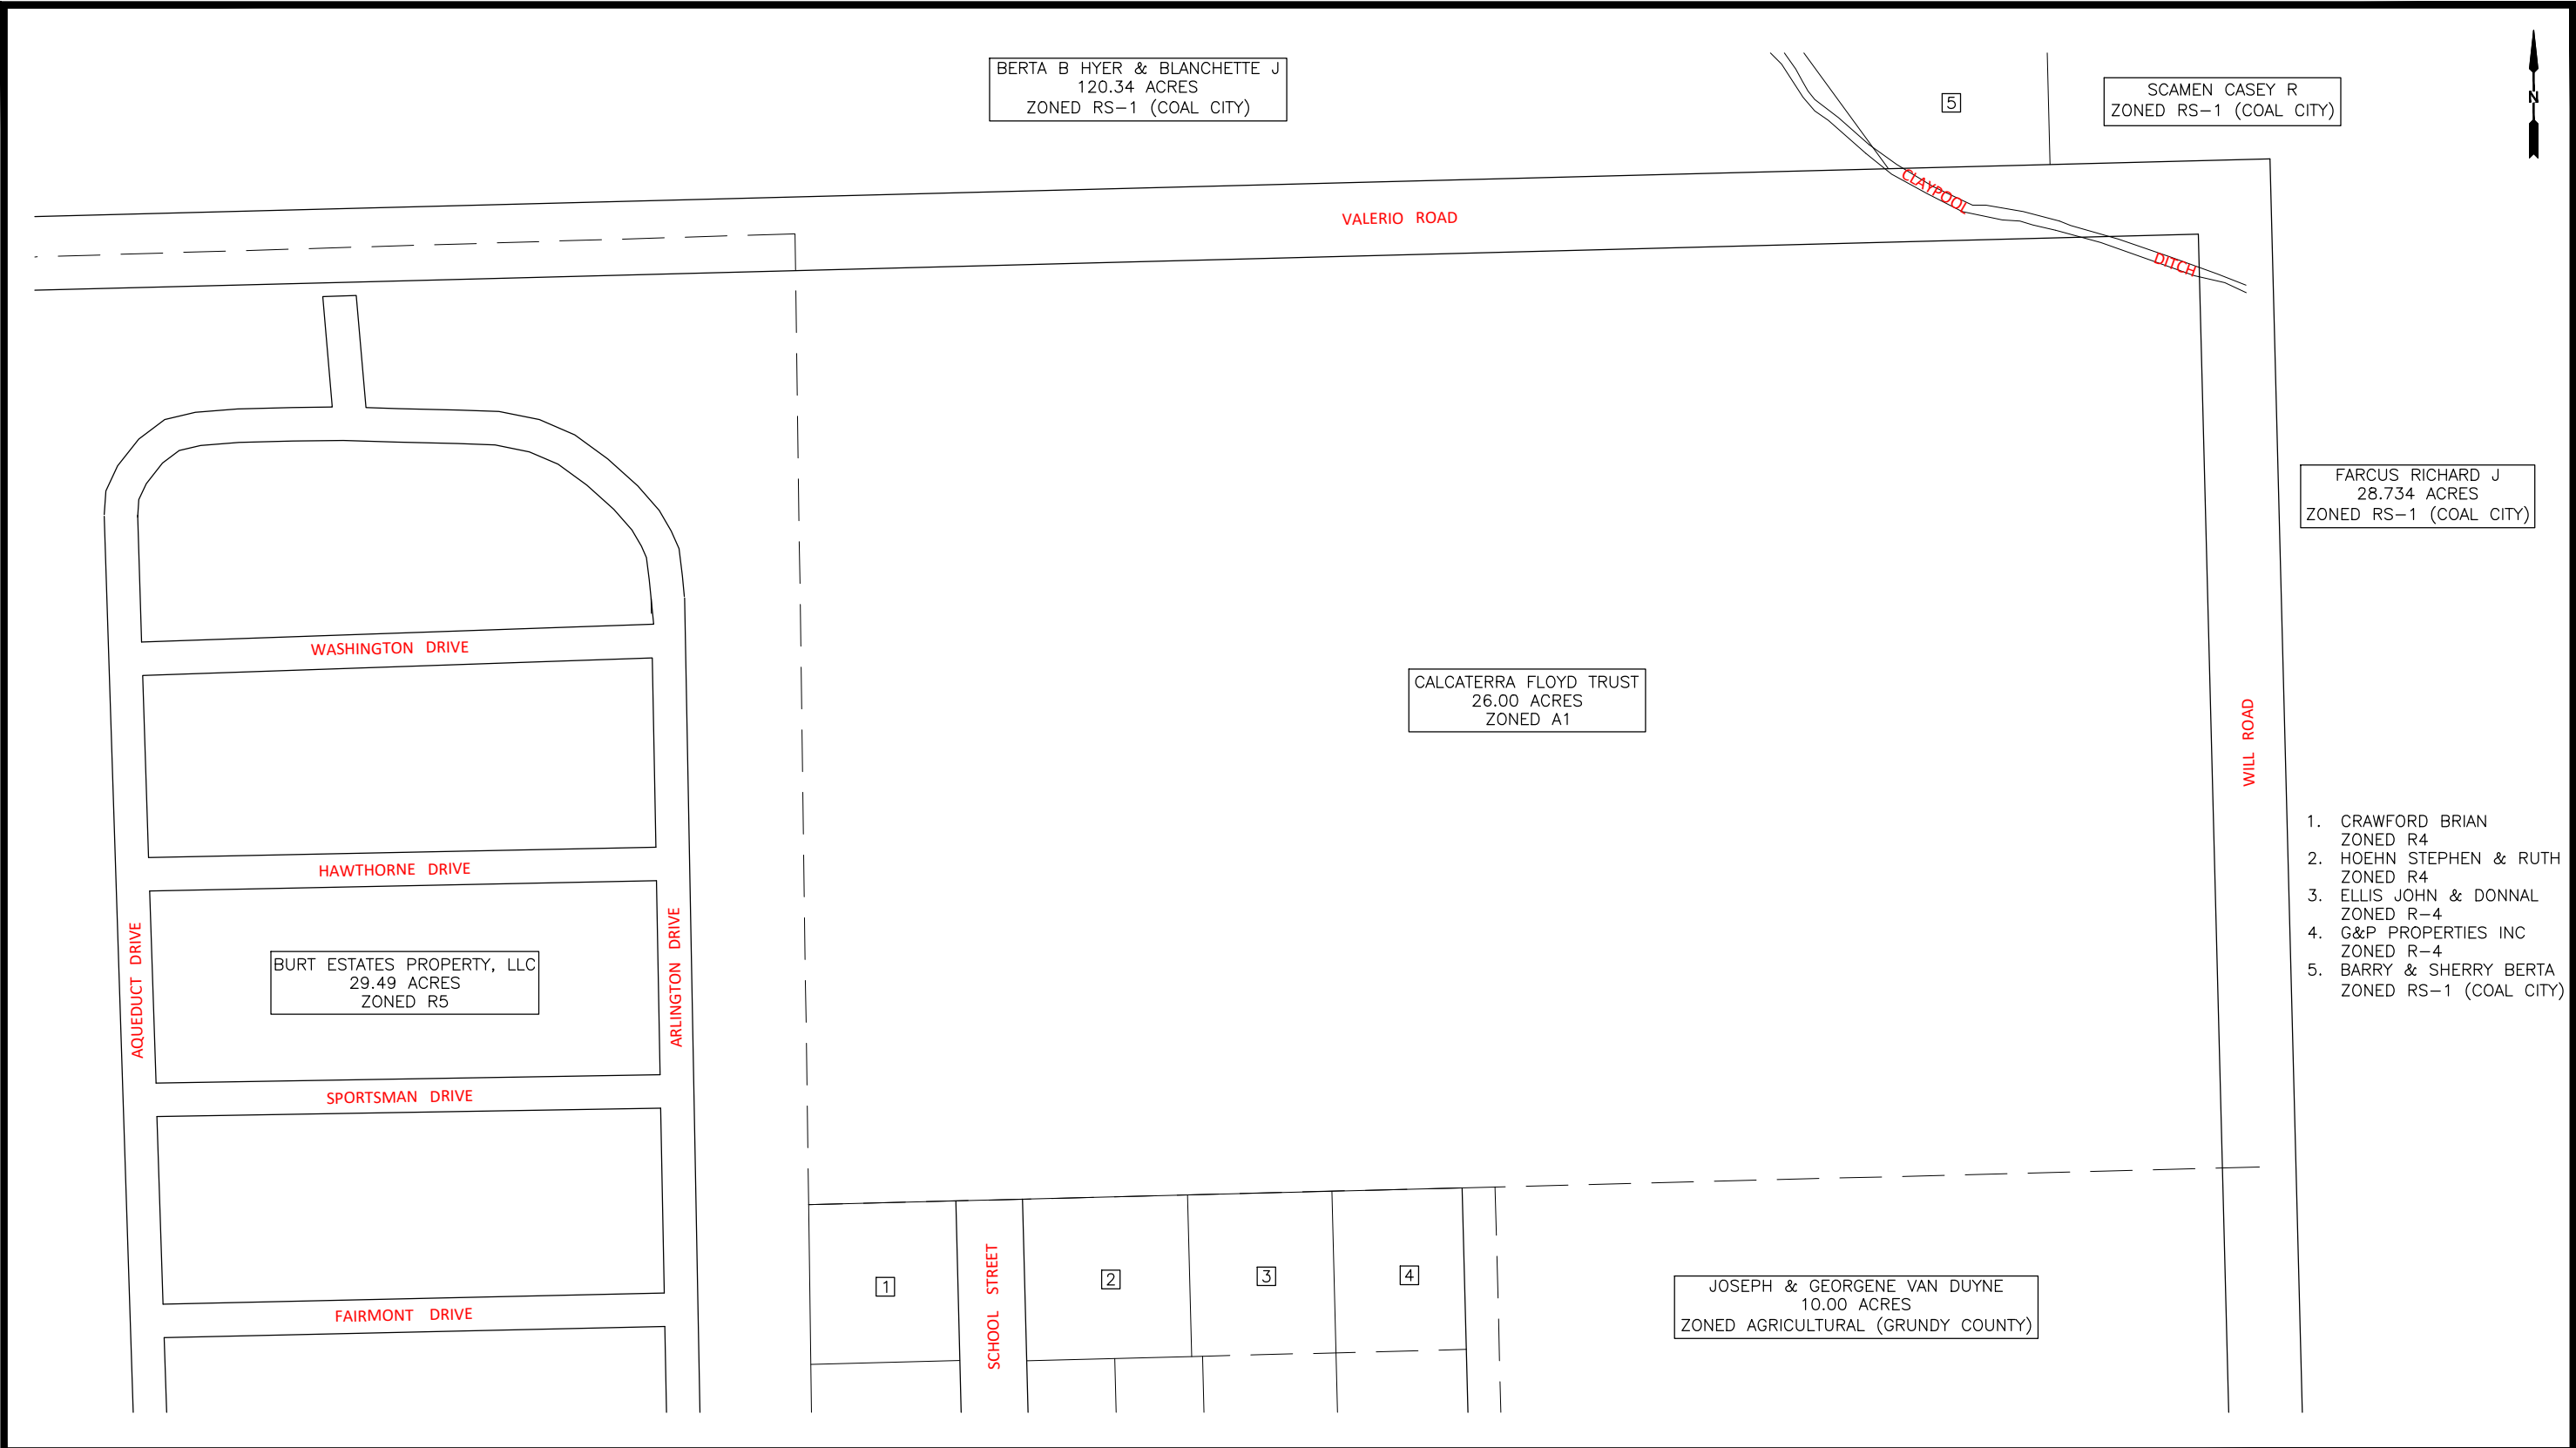 BERTA B HYER & BLANCHETTE J
120.34 ACRES
ZONED RS-1 (COAL CITY)
5
SCAMEN CASEY R
ZONED RS-1 (COAL CITY)
N
CLAYPOOL
DITCH
VALERIO ROAD
FARCUS RICHARD J
28.734 ACRES
ZONED RS-1 (COAL CITY)
WASHINGTON DRIVE
CALCATERRA FLOYD TRUST
26.00 ACRES
ZONED A1
WILL ROAD
HAWTHORNE DRIVE
AQUEDUCT DRIVE
BURT ESTATES PROPERTY, LLC
29.49 ACRES
ZONED R5
ARLINGTON DRIVE
1. CRAWFORD BRIAN
ZONED R4
2. HOEHN STEPHEN & RUTH
ZONED R4
3. ELLIS JOHN & DONNAL
ZONED R-4
4. G&P PROPERTIES INC
ZONED R-4
5. BARRY & SHERRY BERTA
ZONED RS-1 (COAL CITY)
SPORTSMAN DRIVE
FAIRMONT DRIVE
1
SCHOOL STREET
2
3
4
JOSEPH & GEORGENE VAN DUYNE
10.00 ACRES
ZONED AGRICULTURAL (GRUNDY COUNTY)